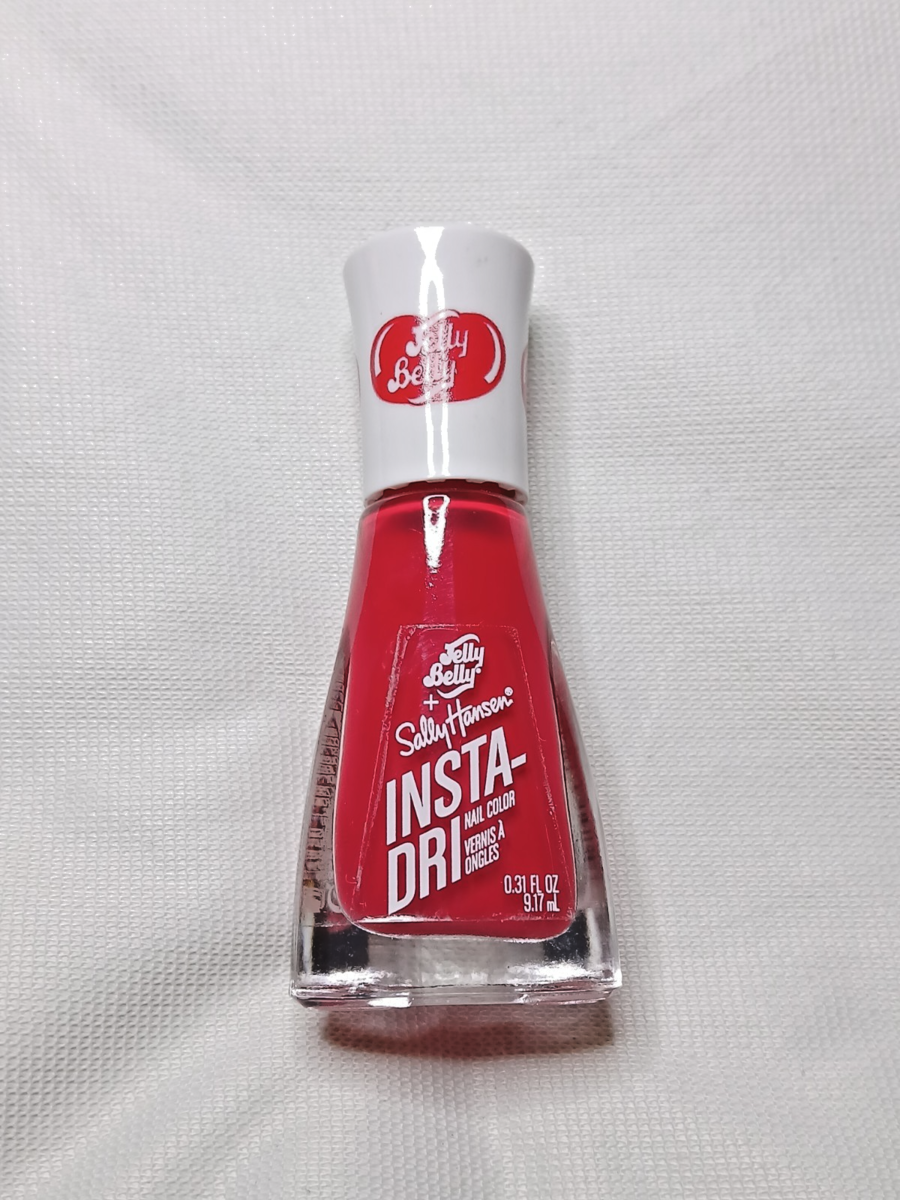 Jelly
Belly
Jelly
Belly®
+
Sally Hansen®
INSTA-
DRI
NAIL COLOR
VERNIS À
ONGLES
0.31 FL OZ
9.17 mL